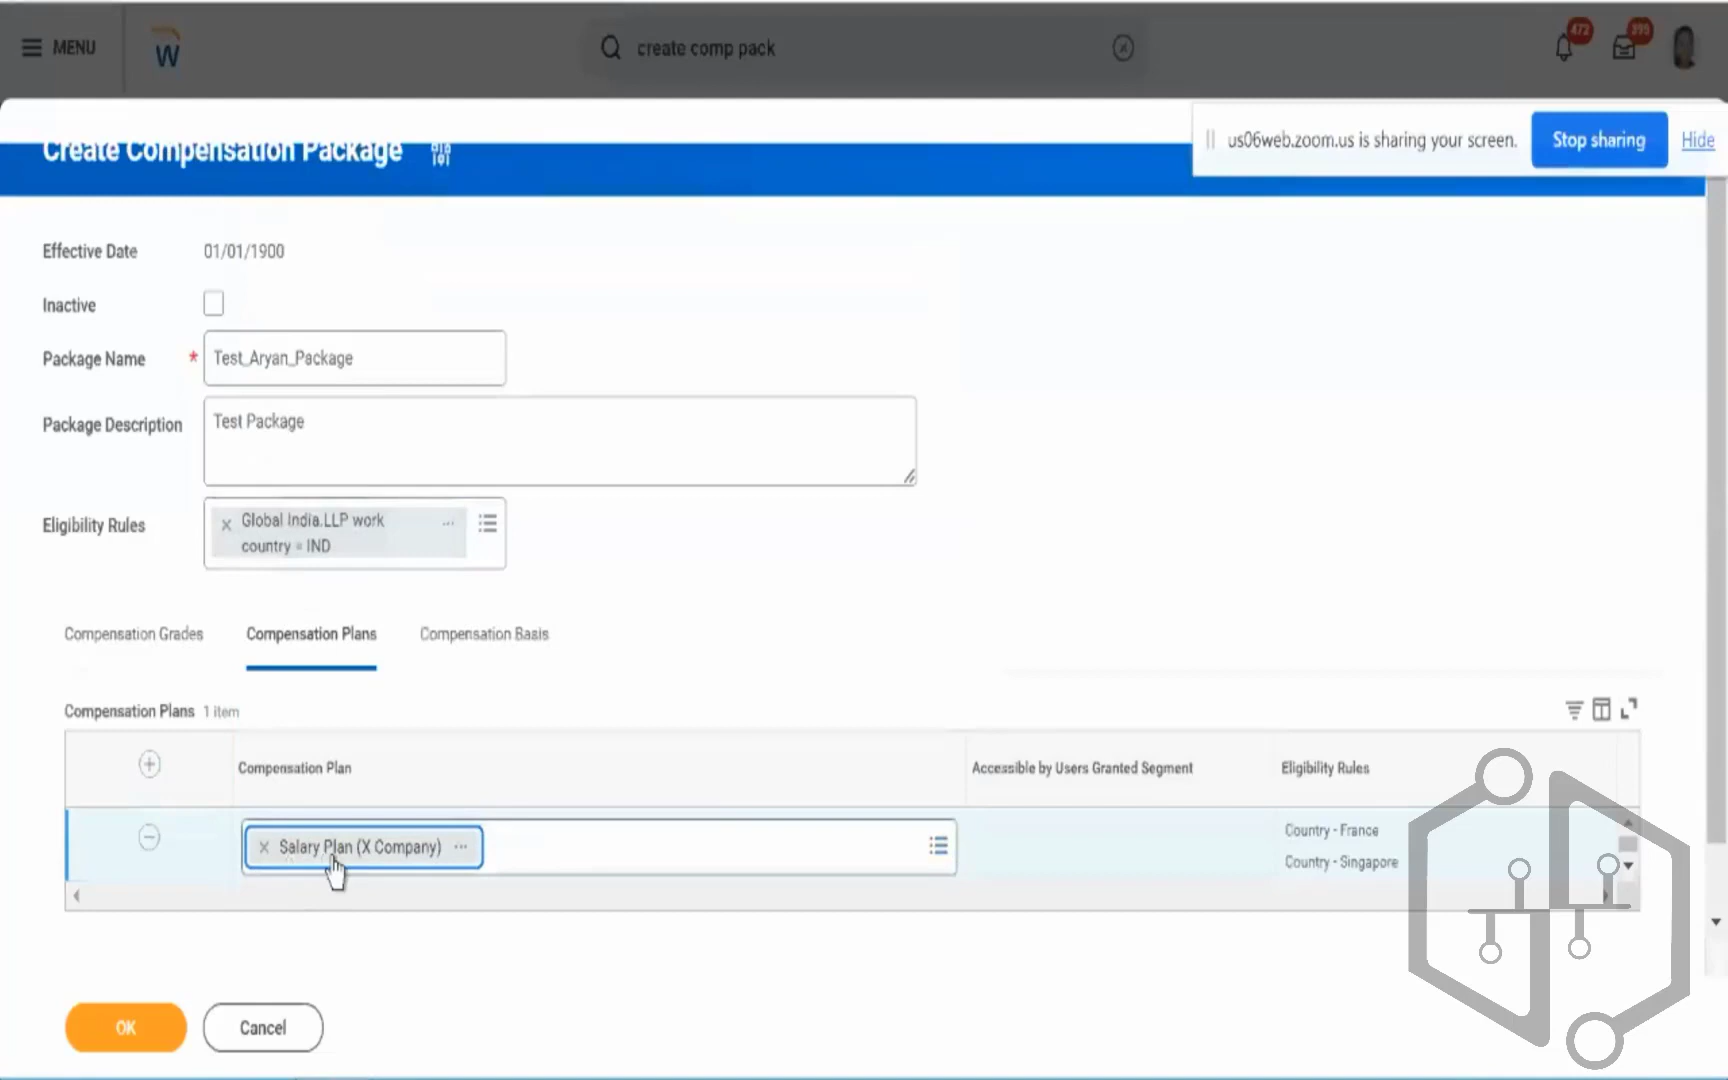 MENU
W
create comp pack
472
395
us06web.zoom.us is sharing your screen.
Stop sharing
Hide
Create Compensation Package
Effective Date
01/01/1900
Inactive
Package Name *
Test_Aryan_Package
Package Description
Test Package
Eligibility Rules
Global India.LLP work
country = IND
Compensation Grades
Compensation Plans
Compensation Basis
Compensation Plans 1 item
Compensation Plan
Accessible by Users Granted Segment
Eligibility Rules
Salary Plan (X Company)
Country - France
Country - Singapore
OK
Cancel